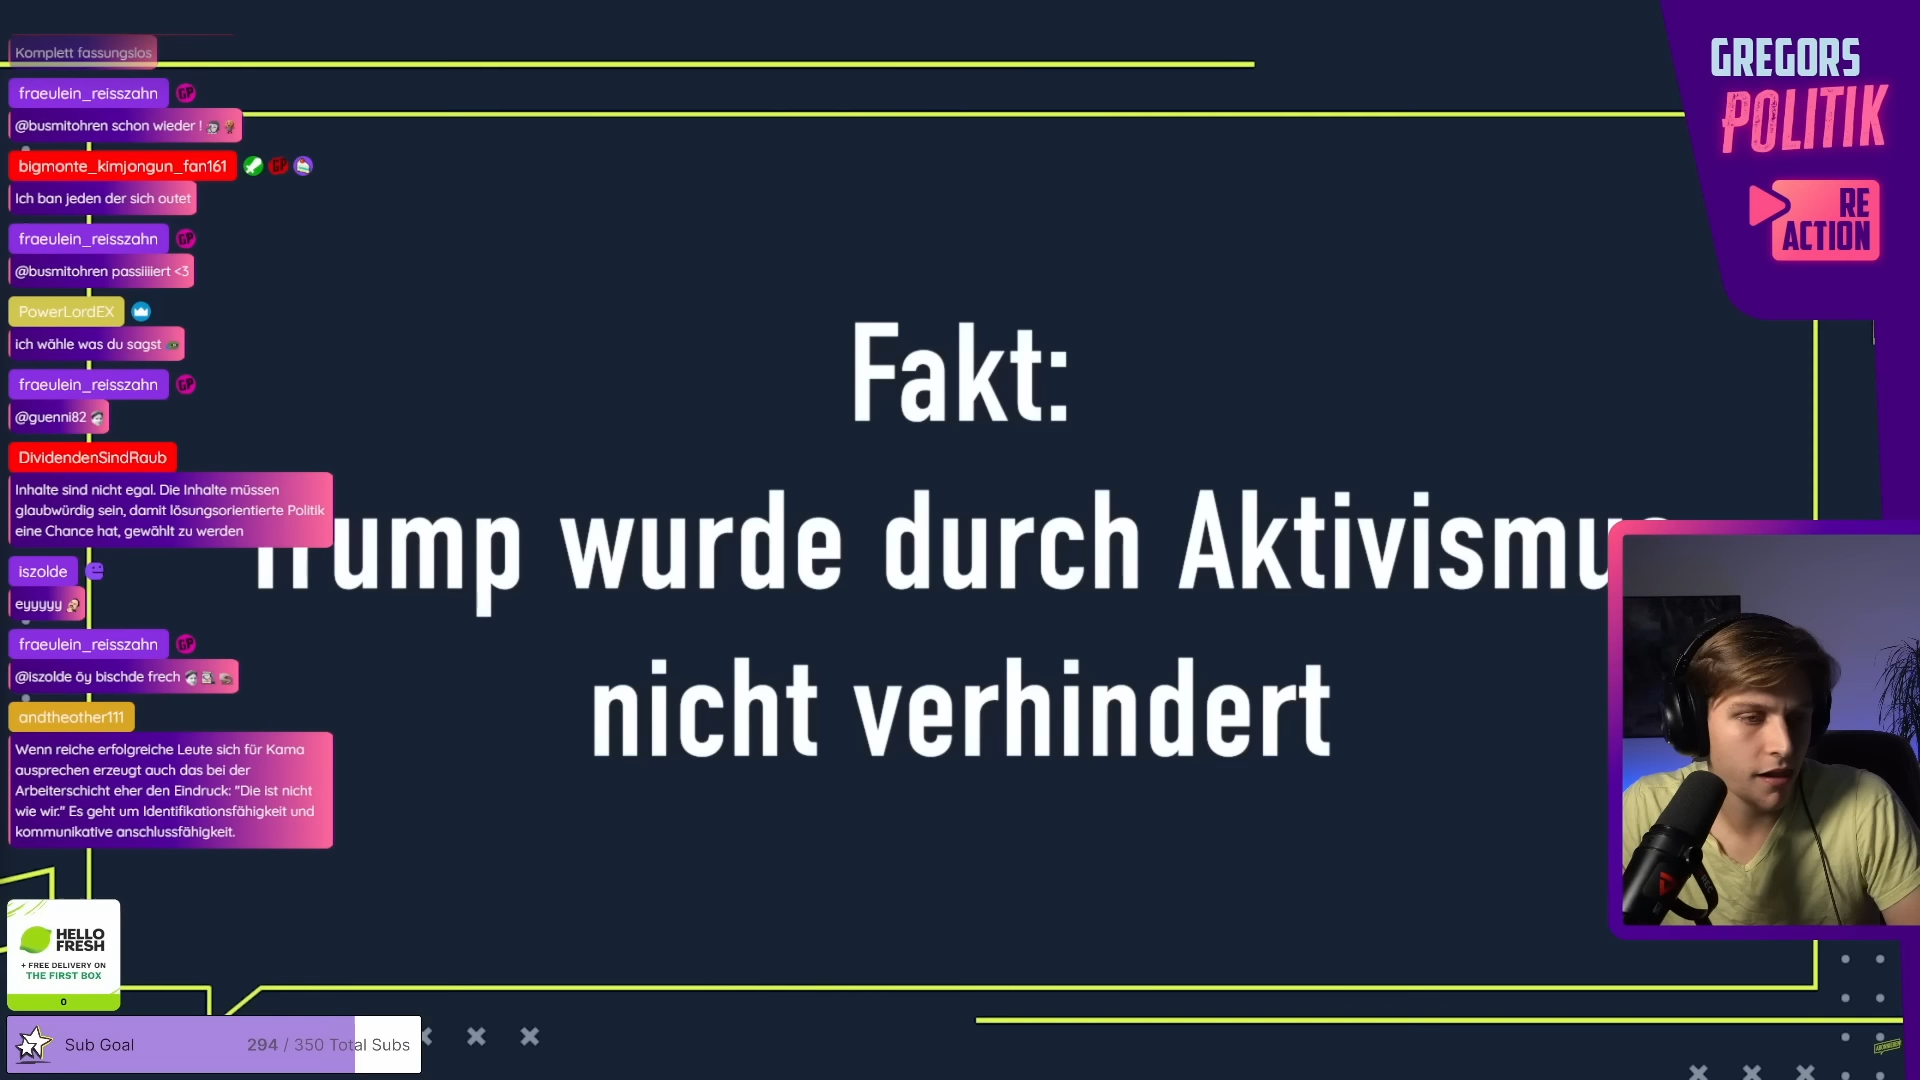 Komplett fassungslos
fraeulein_reisszahn
@busmitohren schon wieder !
bigmonte_kimjongun_fan161
Ich ban jeden der sich outet
fraeulein_reisszahn
@busmitohren passiiiiert <3
PowerLordEX
ich wähle was du sagst
fraeulein_reisszahn
@guenni82
DividendenSindRaub
Inhalte sind nicht egal. Die Inhalte müssen
glaubwürdig sein, damit lösungsorientierte Politik
eine Chance hat, gewählt zu werden
iszolde
eyyyyy
fraeulein_reisszahn
@iszolde öy bischde frech
andtheother111
Wenn reiche erfolgreiche Leute sich für Kama
ausprechen erzeugt auch das bei der
Arbeiterschicht eher den Eindruck: "Die ist nicht
wie wir." Es geht um Identifikationsfähigkeit und
kommunikative anschlussfähigkeit.
Fakt:
Trump wurde durch Aktivismus
nicht verhindert
GREGORS
POLITIK
RE
ACTION
HELLO
FRESH
+ FREE DELIVERY ON
THE FIRST BOX
0
Sub Goal 294 / 350 Total Subs
ABONNIEREN